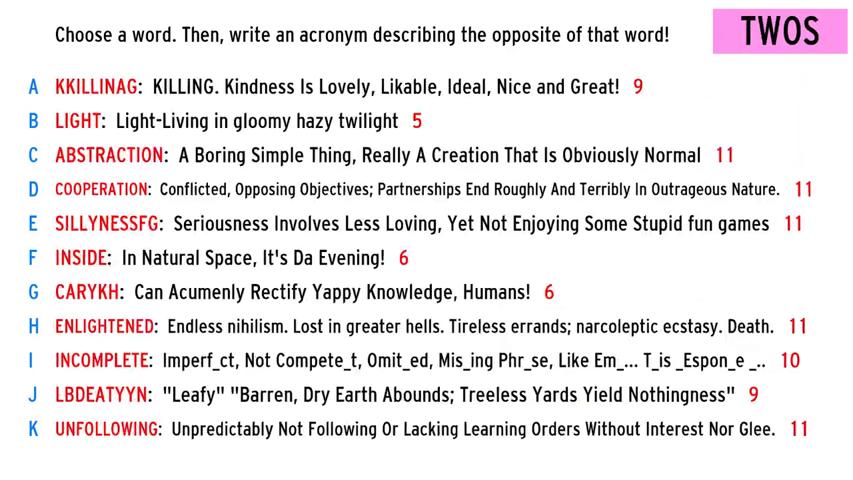 Choose a word. Then, write an acronym describing the opposite of that word!
TWOS
A KKILLINAG: KILLING. Kindness Is Lovely, Likable, Ideal, Nice and Great! 9
B LIGHT: Light-Living in gloomy hazy twilight 5
C ABSTRACTION: A Boring Simple Thing, Really A Creation That Is Obviously Normal 11
D COOPERATION: Conflicted, Opposing Objectives; Partnerships End Roughly And Terribly In Outrageous Nature. 11
E SILLYNESSFG: Seriousness Involves Less Loving, Yet Not Enjoying Some Stupid fun games 11
F INSIDE: In Natural Space, It's Da Evening! 6
G CARYKH: Can Acumenly Rectify Yappy Knowledge, Humans! 6
H ENLIGHTENED: Endless nihilism. Lost in greater hells. Tireless errands; narcoleptic ecstasy. Death. 11
I INCOMPLETE: Imperf_ct, Not Compete_t, Omit_ed, Mis_ing Phr_se, Like Em_... T_is _Espon_e _.. 10
J LBDEATYYN: "Leafy" "Barren, Dry Earth Abounds; Treeless Yards Yield Nothingness" 9
K UNFOLLOWING: Unpredictably Not Following Or Lacking Learning Orders Without Interest Nor Glee. 11